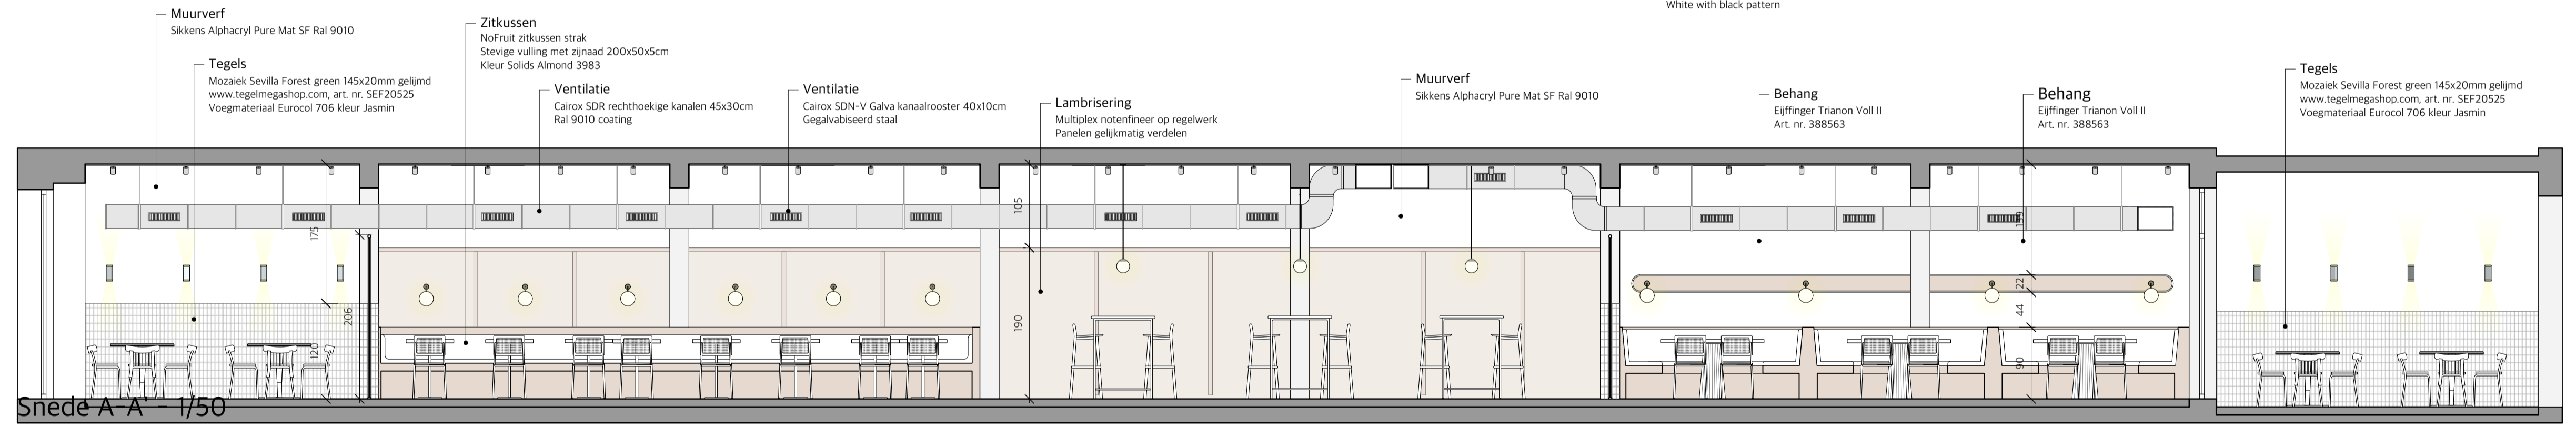 White with black pattern
Muurverf
Sikkens Alphacryl Pure Mat SF Ral 9010
Tegels
Mozaiek Sevilla Forest green 145x20mm gelijmd
www.tegelmegashop.com, art. nr. SEF20525
Voegmateriaal Eurocol 706 kleur Jasmin
Zitkussen
NoFruit zitkussen strak
Stevige vulling met zijnaad 200x50x5cm
Kleur Solids Almond 3983
Ventilatie
Cairox SDR rechthoekige kanalen 45x30cm
Ral 9010 coating
Ventilatie
Cairox SDN-V Galva kanaalrooster 40x10cm
Gegalvabiseerd staal
Lambrisering
Multiplex notenfineer op regelwerk
Panelen gelijkmatig verdelen
Muurverf
Sikkens Alphacryl Pure Mat SF Ral 9010
Behang
Eijffinger Trianon Voll II
Art. nr. 388563
Behang
Eijffinger Trianon Voll II
Art. nr. 388563
Tegels
Mozaiek Sevilla Forest green 145x20mm gelijmd
www.tegelmegashop.com, art. nr. SEF20525
Voegmateriaal Eurocol 706 kleur Jasmin
175
120
206
105
190
22
44
90
Snede A-A' - 1/50